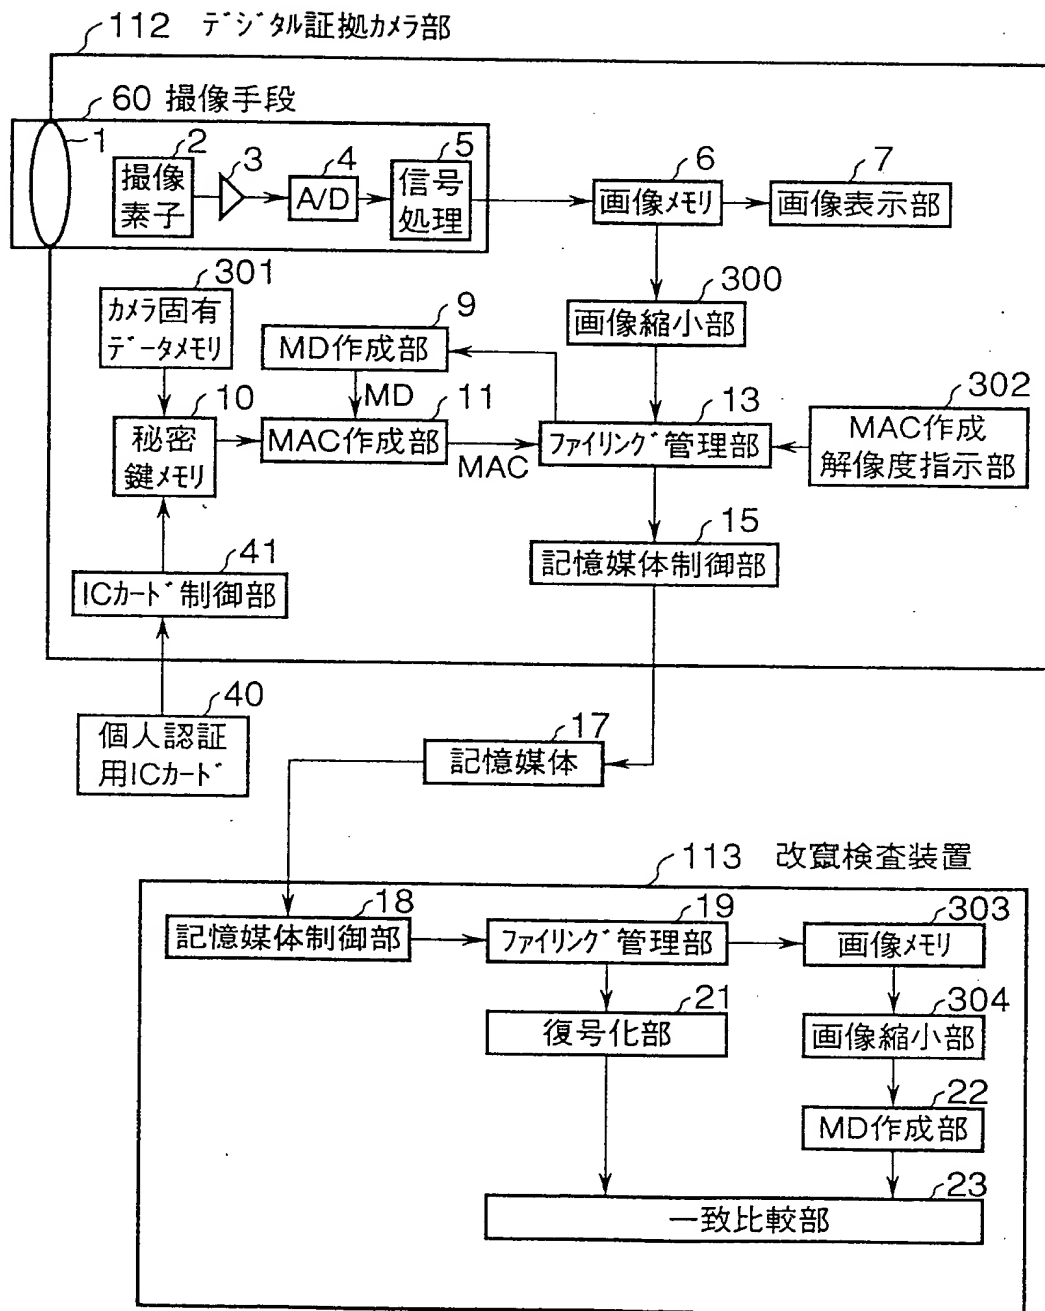 112 デジタル証拠カメラ部
60 撮像手段
1
2
3
4
5
6
7
撮像
素子
A/D
信号
処理
画像メモリ
画像表示部
301
カメラ固有
データメモリ
9
MD作成部
300
画像縮小部
MD
10
秘密
鍵メモリ
11
MAC作成部
MAC
13
ファイリング管理部
302
MAC作成
解像度指示部
15
記憶媒体制御部
41
ICカード制御部
40
個人認証
用ICカード
17
記憶媒体
113 改竄検査装置
18
記憶媒体制御部
19
ファイリング管理部
303
画像メモリ
21
復号化部
304
画像縮小部
22
MD作成部
23
一致比較部